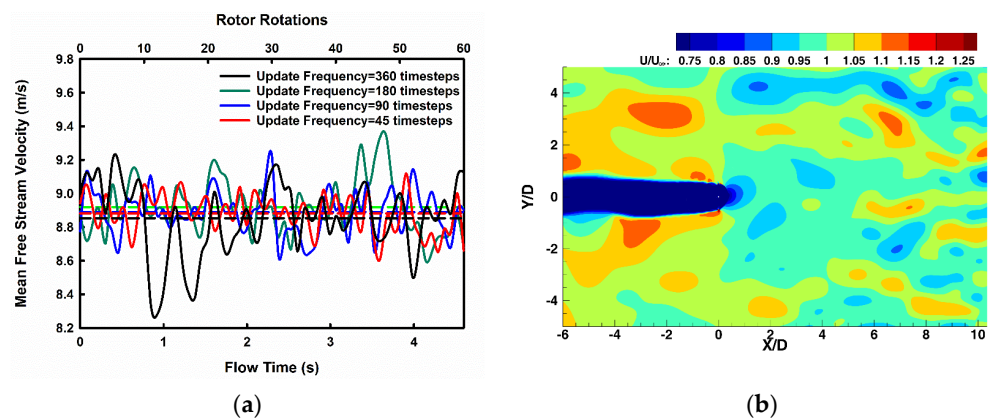 Rotor Rotations
0 10 20 30 40 50 60
9.8
9.6
9.4
9.2
9.0
8.8
8.6
8.4
8.2
Mean Free Stream Velocity (m/s)
Update Frequency=360 timesteps
Update Frequency=180 timesteps
Update Frequency=90 timesteps
Update Frequency=45 timesteps
0 1 2 3 4
Flow Time (s)
(a)
U/U∞: 0.75 0.8 0.85 0.9 0.95 1 1.05 1.1 1.15 1.2 1.25
4
2
0
-2
-4
Y/D
-6 -4 -2 0 2 4 6 8 10
X/D
(b)